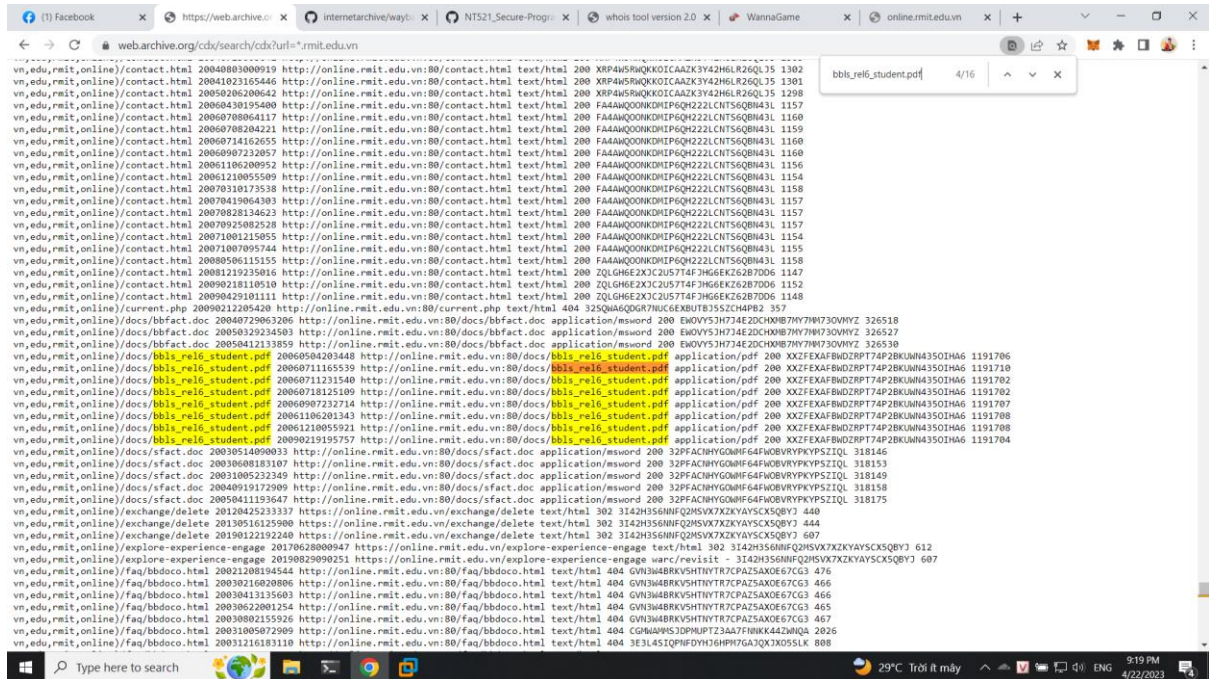 (1) Facebook
https://web.archive.or
internetarchive/wayb
NT521_Secure-Progra
whois tool version 2.0
WannaGame
online.rmit.edu.vn
web.archive.org/cdx/search/cdx?url=*.rmit.edu.vn
bbls_rel6_student.pdf 4/16
vn,edu,rmit,online)/contact.html 20040803000919 http://online.rmit.edu.vn:80/contact.html text/html 200 XRP4W5RWQKKOICAAZK3Y42H6LR26QLJ5 1302
vn,edu,rmit,online)/contact.html 20041023165446 http://online.rmit.edu.vn:80/contact.html text/html 200 XRP4W5RWQKKOICAAZK3Y42H6LR26QLJ5 1301
vn,edu,rmit,online)/contact.html 20050206200642 http://online.rmit.edu.vn:80/contact.html text/html 200 XRP4W5RWQKKOICAAZK3Y42H6LR26QLJ5 1298
vn,edu,rmit,online)/contact.html 20060430195400 http://online.rmit.edu.vn:80/contact.html text/html 200 FA4AWQOONKDMIP6QH222LCNTS6QBN43L 1157
vn,edu,rmit,online)/contact.html 20060708064117 http://online.rmit.edu.vn:80/contact.html text/html 200 FA4AWQOONKDMIP6QH222LCNTS6QBN43L 1160
vn,edu,rmit,online)/contact.html 20060708204221 http://online.rmit.edu.vn:80/contact.html text/html 200 FA4AWQOONKDMIP6QH222LCNTS6QBN43L 1159
vn,edu,rmit,online)/contact.html 20060714162655 http://online.rmit.edu.vn:80/contact.html text/html 200 FA4AWQOONKDMIP6QH222LCNTS6QBN43L 1160
vn,edu,rmit,online)/contact.html 20060907232057 http://online.rmit.edu.vn:80/contact.html text/html 200 FA4AWQOONKDMIP6QH222LCNTS6QBN43L 1160
vn,edu,rmit,online)/contact.html 20061106200952 http://online.rmit.edu.vn:80/contact.html text/html 200 FA4AWQOONKDMIP6QH222LCNTS6QBN43L 1156
vn,edu,rmit,online)/contact.html 20061210055509 http://online.rmit.edu.vn:80/contact.html text/html 200 FA4AWQOONKDMIP6QH222LCNTS6QBN43L 1154
vn,edu,rmit,online)/contact.html 20070310173538 http://online.rmit.edu.vn:80/contact.html text/html 200 FA4AWQOONKDMIP6QH222LCNTS6QBN43L 1158
vn,edu,rmit,online)/contact.html 20070419064303 http://online.rmit.edu.vn:80/contact.html text/html 200 FA4AWQOONKDMIP6QH222LCNTS6QBN43L 1157
vn,edu,rmit,online)/contact.html 20070828134623 http://online.rmit.edu.vn:80/contact.html text/html 200 FA4AWQOONKDMIP6QH222LCNTS6QBN43L 1157
vn,edu,rmit,online)/contact.html 20070925082528 http://online.rmit.edu.vn:80/contact.html text/html 200 FA4AWQOONKDMIP6QH222LCNTS6QBN43L 1157
vn,edu,rmit,online)/contact.html 20071001215055 http://online.rmit.edu.vn:80/contact.html text/html 200 FA4AWQOONKDMIP6QH222LCNTS6QBN43L 1154
vn,edu,rmit,online)/contact.html 20071007095744 http://online.rmit.edu.vn:80/contact.html text/html 200 FA4AWQOONKDMIP6QH222LCNTS6QBN43L 1155
vn,edu,rmit,online)/contact.html 20080506115155 http://online.rmit.edu.vn:80/contact.html text/html 200 FA4AWQOONKDMIP6QH222LCNTS6QBN43L 1158
vn,edu,rmit,online)/contact.html 20081219235016 http://online.rmit.edu.vn:80/contact.html text/html 200 ZQLGH6E2XJC2U57T4FJHG6EKZ62B7DD6 1147
vn,edu,rmit,online)/contact.html 20090218110510 http://online.rmit.edu.vn:80/contact.html text/html 200 ZQLGH6E2XJC2U57T4FJHG6EKZ62B7DD6 1152
vn,edu,rmit,online)/contact.html 20090429101111 http://online.rmit.edu.vn:80/contact.html text/html 200 ZQLGH6E2XJC2U57T4FJHG6EKZ62B7DD6 1148
vn,edu,rmit,online)/current.php 20090212205420 http://online.rmit.edu.vn:80/current.php text/html 404 32SQWA6QDGR7NUC6EXBUTBJ5SZCH4PB2 357
vn,edu,rmit,online)/docs/bbfact.doc 20040729063206 http://online.rmit.edu.vn:80/docs/bbfact.doc application/msword 200 EWOVY5JH7J4E2DCHXMB7MY7MM73OVMYZ 326518
vn,edu,rmit,online)/docs/bbfact.doc 20050329234503 http://online.rmit.edu.vn:80/docs/bbfact.doc application/msword 200 EWOVY5JH7J4E2DCHXMB7MY7MM73OVMYZ 326527
vn,edu,rmit,online)/docs/bbfact.doc 20050412133859 http://online.rmit.edu.vn:80/docs/bbfact.doc application/msword 200 EWOVY5JH7J4E2DCHXMB7MY7MM73OVMYZ 326530
vn,edu,rmit,online)/docs/bbls_rel6_student.pdf 20060504203448 http://online.rmit.edu.vn:80/docs/bbls_rel6_student.pdf application/pdf 200 XXZFEXAFBWDZRPT74P2BKUWN435OIHA6 1191706
vn,edu,rmit,online)/docs/bbls_rel6_student.pdf 20060711165539 http://online.rmit.edu.vn:80/docs/bbls_rel6_student.pdf application/pdf 200 XXZFEXAFBWDZRPT74P2BKUWN435OIHA6 1191710
vn,edu,rmit,online)/docs/bbls_rel6_student.pdf 20060711231540 http://online.rmit.edu.vn:80/docs/bbls_rel6_student.pdf application/pdf 200 XXZFEXAFBWDZRPT74P2BKUWN435OIHA6 1191702
vn,edu,rmit,online)/docs/bbls_rel6_student.pdf 20060718125109 http://online.rmit.edu.vn:80/docs/bbls_rel6_student.pdf application/pdf 200 XXZFEXAFBWDZRPT74P2BKUWN435OIHA6 1191702
vn,edu,rmit,online)/docs/bbls_rel6_student.pdf 20060907232714 http://online.rmit.edu.vn:80/docs/bbls_rel6_student.pdf application/pdf 200 XXZFEXAFBWDZRPT74P2BKUWN435OIHA6 1191707
vn,edu,rmit,online)/docs/bbls_rel6_student.pdf 20061106201343 http://online.rmit.edu.vn:80/docs/bbls_rel6_student.pdf application/pdf 200 XXZFEXAFBWDZRPT74P2BKUWN435OIHA6 1191708
vn,edu,rmit,online)/docs/bbls_rel6_student.pdf 20061210055921 http://online.rmit.edu.vn:80/docs/bbls_rel6_student.pdf application/pdf 200 XXZFEXAFBWDZRPT74P2BKUWN435OIHA6 1191708
vn,edu,rmit,online)/docs/bbls_rel6_student.pdf 20090219195757 http://online.rmit.edu.vn:80/docs/bbls_rel6_student.pdf application/pdf 200 XXZFEXAFBWDZRPT74P2BKUWN435OIHA6 1191704
vn,edu,rmit,online)/docs/sfact.doc 20030514090033 http://online.rmit.edu.vn:80/docs/sfact.doc application/msword 200 32PFACNHYGOWMF64FWOBVRYPKYPSZIQL 318146
vn,edu,rmit,online)/docs/sfact.doc 20030608183107 http://online.rmit.edu.vn:80/docs/sfact.doc application/msword 200 32PFACNHYGOWMF64FWOBVRYPKYPSZIQL 318153
vn,edu,rmit,online)/docs/sfact.doc 20031005232349 http://online.rmit.edu.vn:80/docs/sfact.doc application/msword 200 32PFACNHYGOWMF64FWOBVRYPKYPSZIQL 318149
vn,edu,rmit,online)/docs/sfact.doc 20040919172909 http://online.rmit.edu.vn:80/docs/sfact.doc application/msword 200 32PFACNHYGOWMF64FWOBVRYPKYPSZIQL 318158
vn,edu,rmit,online)/docs/sfact.doc 20050411193647 http://online.rmit.edu.vn:80/docs/sfact.doc application/msword 200 32PFACNHYGOWMF64FWOBVRYPKYPSZIQL 318175
vn,edu,rmit,online)/exchange/delete 20120425233337 https://online.rmit.edu.vn/exchange/delete text/html 302 3I42H3S6NNFQ2MSVX7XZKYAYSCX5QBYJ 440
vn,edu,rmit,online)/exchange/delete 20130516125900 https://online.rmit.edu.vn/exchange/delete text/html 302 3I42H3S6NNFQ2MSVX7XZKYAYSCX5QBYJ 444
vn,edu,rmit,online)/exchange/delete 20190122192240 https://online.rmit.edu.vn/exchange/delete text/html 302 3I42H3S6NNFQ2MSVX7XZKYAYSCX5QBYJ 607
vn,edu,rmit,online)/explore-experience-engage 20170628000947 https://online.rmit.edu.vn/explore-experience-engage text/html 302 3I42H3S6NNFQ2MSVX7XZKYAYSCX5QBYJ 612
vn,edu,rmit,online)/explore-experience-engage 20190829090251 https://online.rmit.edu.vn/explore-experience-engage warc/revisit - 3I42H3S6NNFQ2MSVX7XZKYAYSCX5QBYJ 607
vn,edu,rmit,online)/faq/bbdoco.html 20021208194544 http://online.rmit.edu.vn:80/faq/bbdoco.html text/html 404 GVN3W4BRKV5HTNYTR7CPAZ5AXOE67CG3 476
vn,edu,rmit,online)/faq/bbdoco.html 20030216020806 http://online.rmit.edu.vn:80/faq/bbdoco.html text/html 404 GVN3W4BRKV5HTNYTR7CPAZ5AXOE67CG3 466
vn,edu,rmit,online)/faq/bbdoco.html 20030413135603 http://online.rmit.edu.vn:80/faq/bbdoco.html text/html 404 GVN3W4BRKV5HTNYTR7CPAZ5AXOE67CG3 466
vn,edu,rmit,online)/faq/bbdoco.html 20030622001254 http://online.rmit.edu.vn:80/faq/bbdoco.html text/html 404 GVN3W4BRKV5HTNYTR7CPAZ5AXOE67CG3 465
vn,edu,rmit,online)/faq/bbdoco.html 20030802155926 http://online.rmit.edu.vn:80/faq/bbdoco.html text/html 404 GVN3W4BRKV5HTNYTR7CPAZ5AXOE67CG3 467
vn,edu,rmit,online)/faq/bbdoco.html 20031005072909 http://online.rmit.edu.vn:80/faq/bbdoco.html text/html 404 CGMWAMMSJDPMUPTZ3AA7FNNKK44ZWNQA 2026
vn,edu,rmit,online)/faq/bbdoco.html 20031216183110 http://online.rmit.edu.vn:80/faq/bbdoco.html text/html 404 3E3L4SIQPNFDYHJ6HPM7GAJQXJXO5SLK 808
Type here to search
29°C Trời ít mây
ENG
9:19 PM
4/22/2023
4